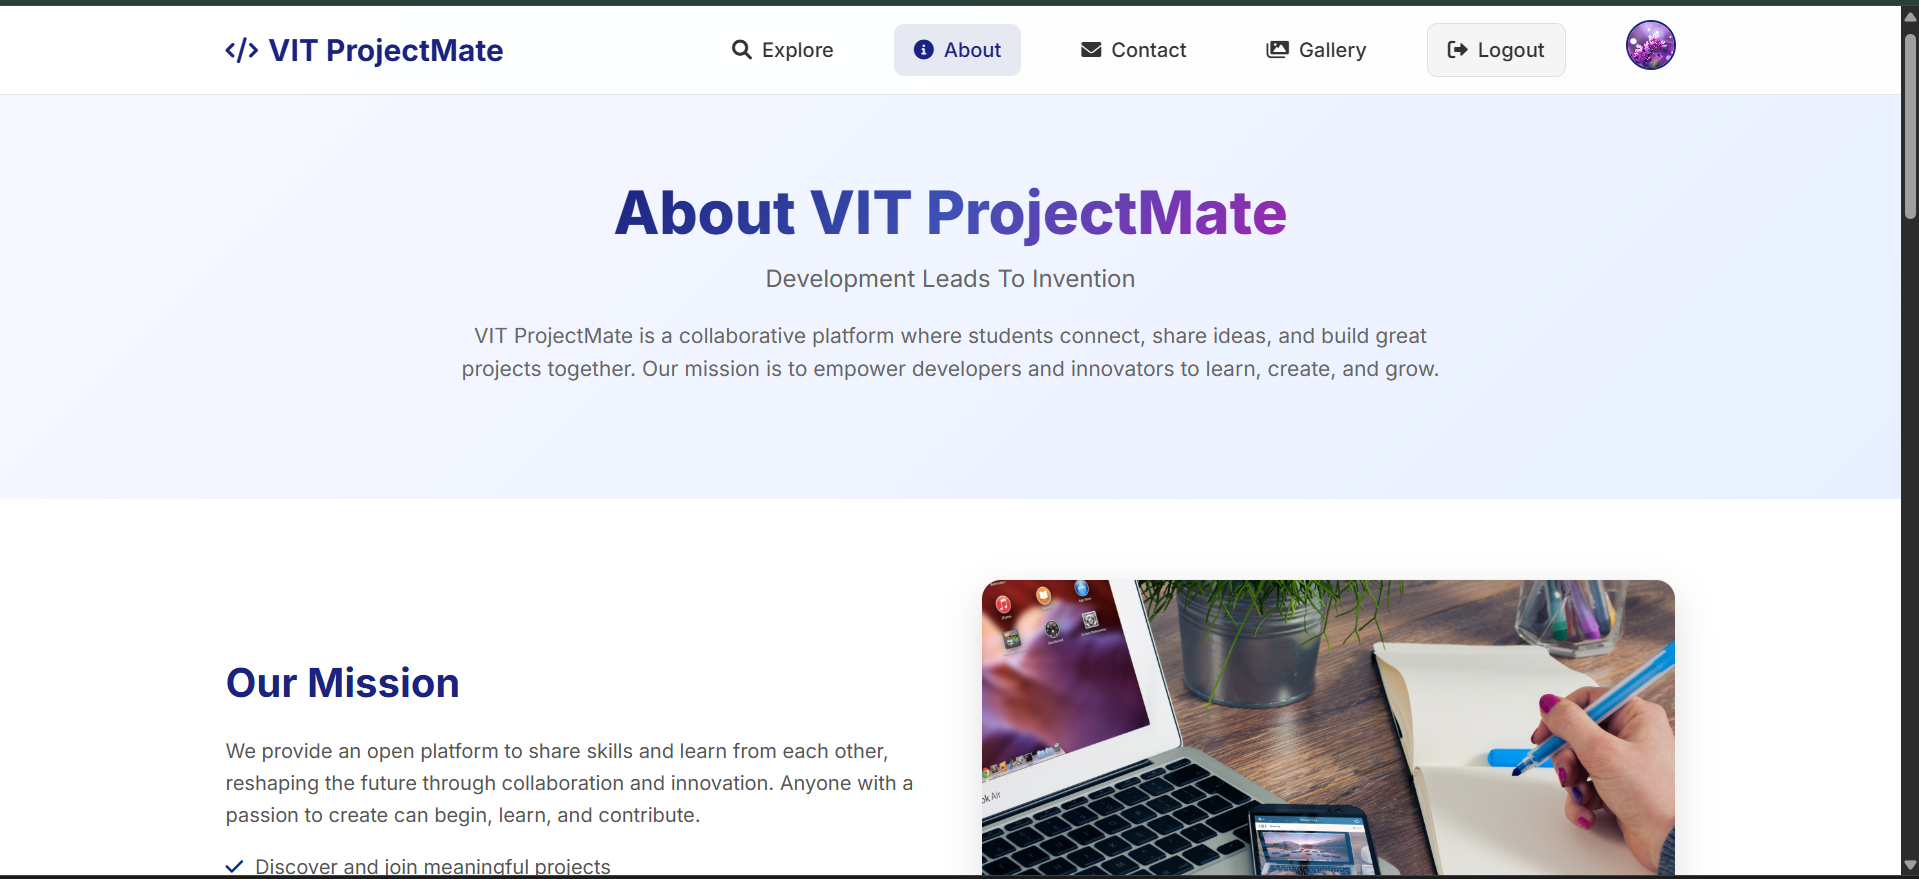 VIT ProjectMate
Explore
About
Contact
Gallery
Logout
About VIT ProjectMate
Development Leads To Invention
VIT ProjectMate is a collaborative platform where students connect, share ideas, and build great
projects together. Our mission is to empower developers and innovators to learn, create, and grow.
Our Mission
We provide an open platform to share skills and learn from each other,
reshaping the future through collaboration and innovation. Anyone with a
passion to create can begin, learn, and contribute.
Discover and join meaningful projects